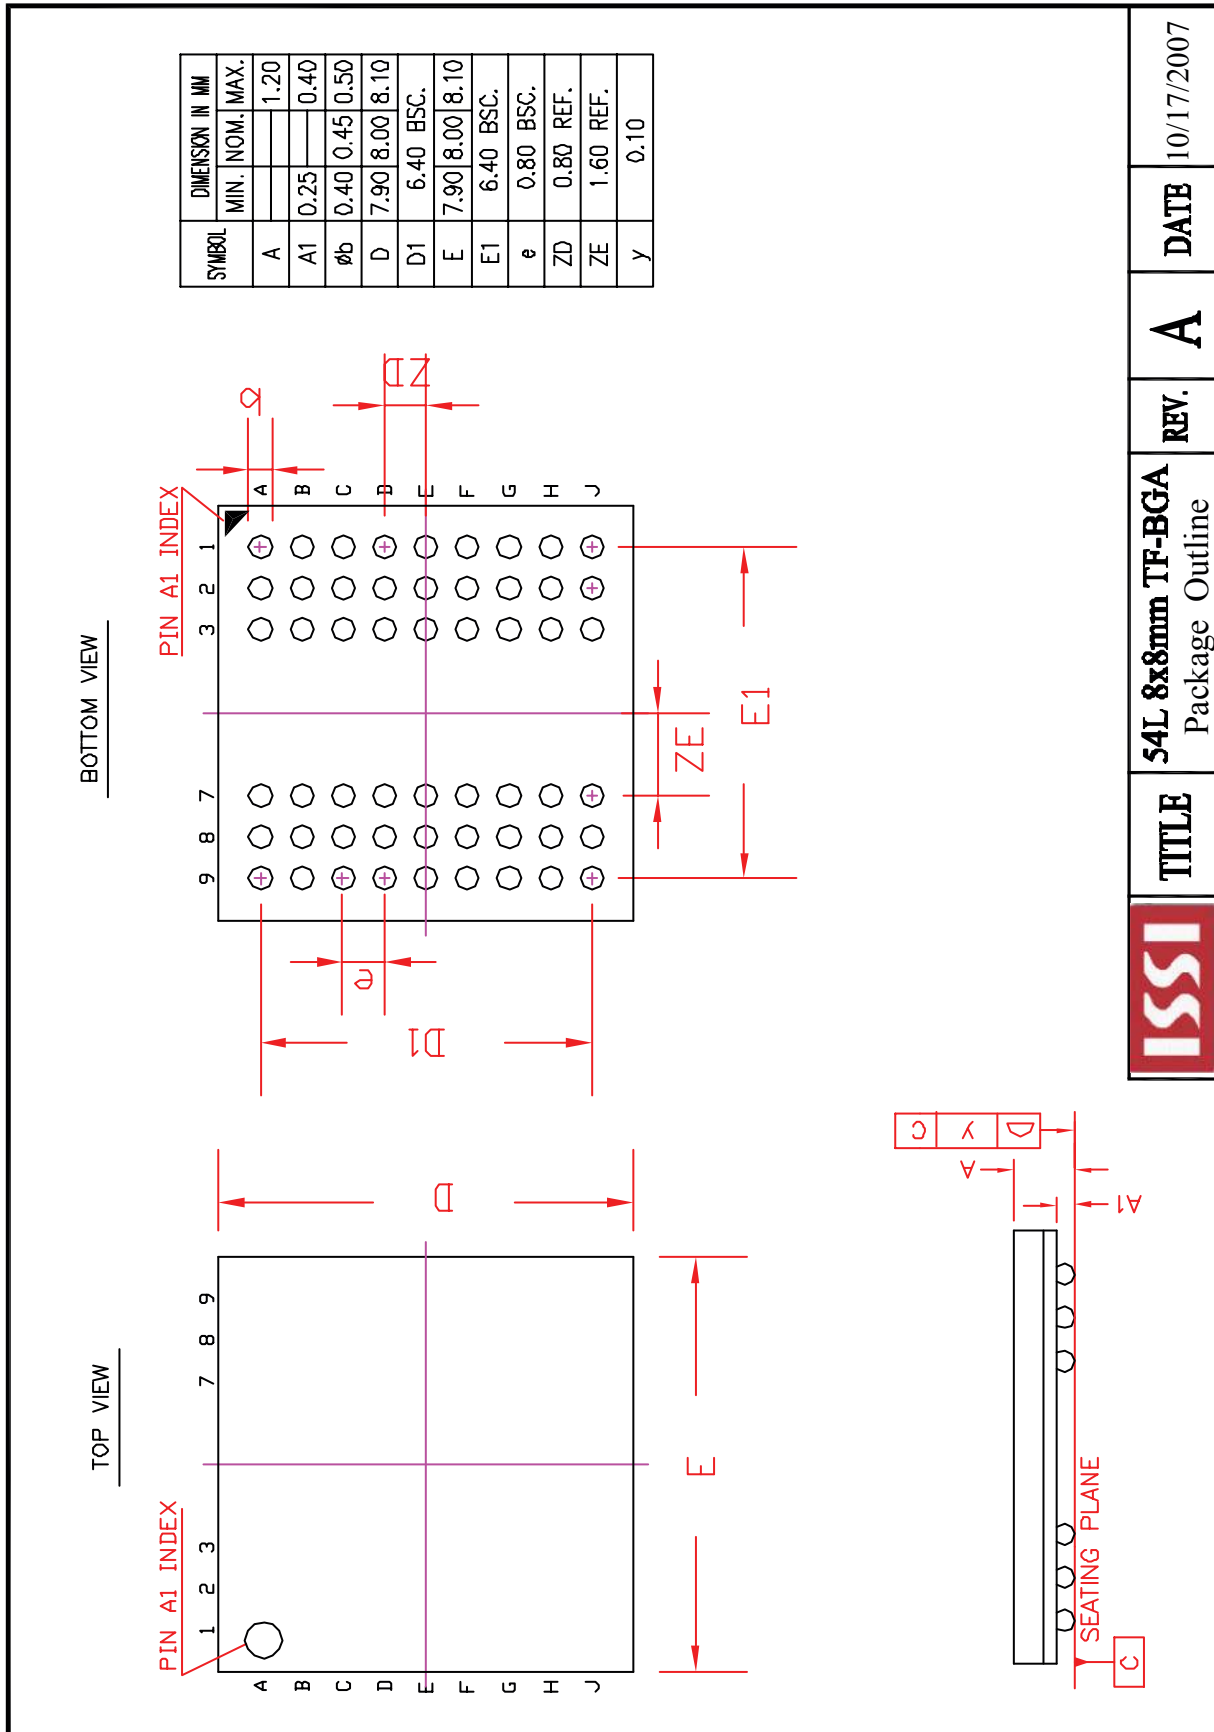 TOP VIEW
PIN A1 INDEX
1 2 3 7 8 9
A
B
C
D
E
F
G
H
J
D
E
BOTTOM VIEW
PIN A1 INDEX
9 8 7 3 2 1
A
B
C
D
E
F
G
H
J
b
ZD
e
D1
ZE
E1
SYMBOL DIMENSION IN MM
MIN. NOM. MAX.
A 1.20
A1 0.25 0.40
øb 0.40 0.45 0.50
D 7.90 8.00 8.10
D1 6.40 BSC.
E 7.90 8.00 8.10
E1 6.40 BSC.
e 0.80 BSC.
ZD 0.80 REF.
ZE 1.60 REF.
y 0.10
SEATING PLANE
C
A
A1
y C
ISSI
TITLE
54L 8x8mm TF-BGA
Package Outline
REV.
A
DATE
10/17/2007